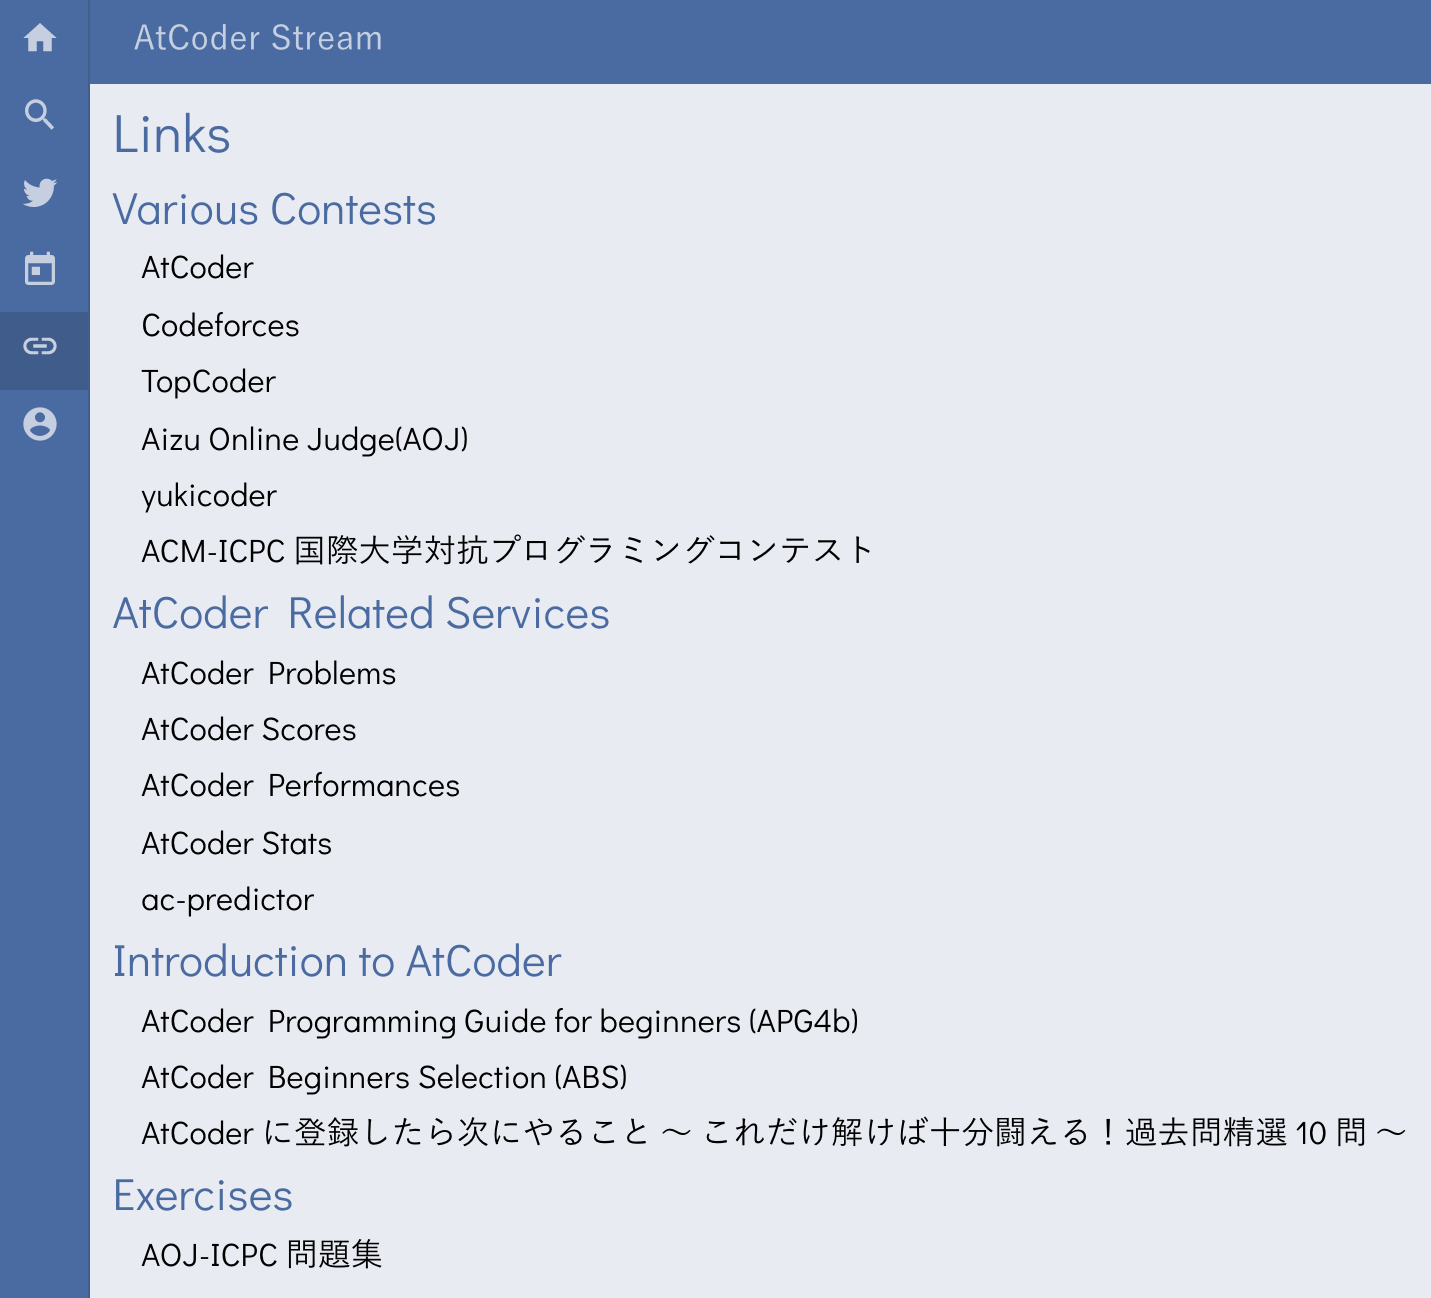 AtCoder Stream
Links
Various Contests
AtCoder
Codeforces
TopCoder
Aizu Online Judge(AOJ)
yukicoder
ACM-ICPC 国際大学対抗プログラミングコンテスト
AtCoder Related Services
AtCoder Problems
AtCoder Scores
AtCoder Performances
AtCoder Stats
ac-predictor
Introduction to AtCoder
AtCoder Programming Guide for beginners (APG4b)
AtCoder Beginners Selection (ABS)
AtCoder に登録したら次にやること ～ これだけ解けば十分闘える！過去問精選 10 問 ～
Exercises
AOJ-ICPC 問題集